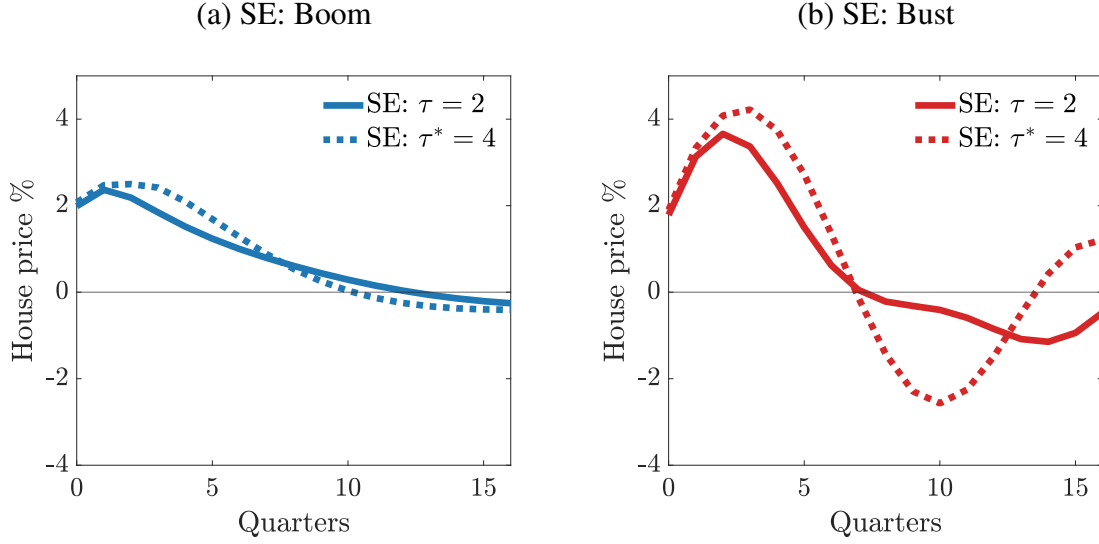 (a) SE: Boom
SE: τ = 2
SE: τ* = 4
4
2
0
-2
-4
House price %
0
5
10
15
Quarters
(b) SE: Bust
SE: τ = 2
SE: τ* = 4
4
2
0
-2
-4
House price %
0
5
10
15
Quarters